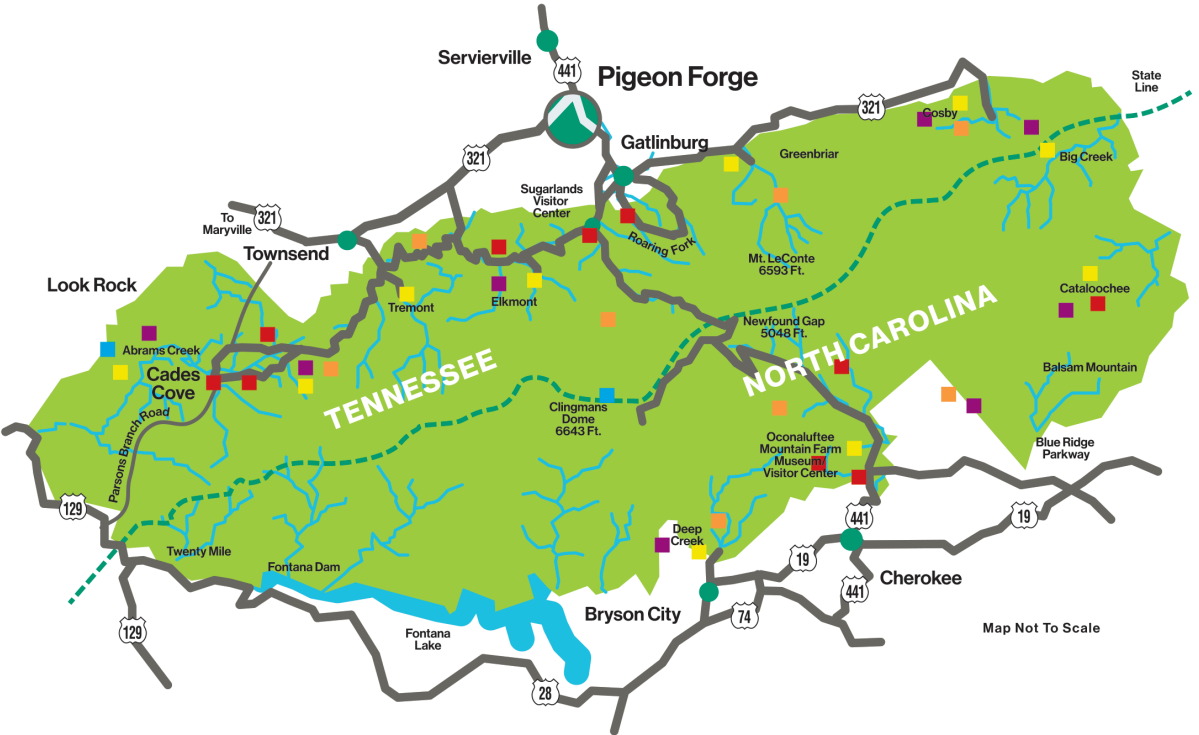 Servierville
441
Pigeon Forge
State
Line
321
Cosby
Gatlinburg
Greenbriar
Big Creek
321
Sugarlands
Visitor
Center
To
Maryville
321
Roaring Fork
Townsend
Mt. LeConte
6593 Ft.
Look Rock
Tremont
Elkmont
Cataloochee
Newfound Gap
5048 Ft.
NORTH CAROLINA
Abrams Creek
Cades
Cove
TENNESSEE
Balsam Mountain
Clingmans
Dome
6643 Ft.
Parsons Branch Road
Oconaluftee
Mountain Farm
Museum/
Visitor Center
Blue Ridge
Parkway
129
441
19
Deep
Creek
Twenty Mile
19
Fontana Dam
Cherokee
441
Bryson City
74
129
Fontana
Lake
Map Not To Scale
28